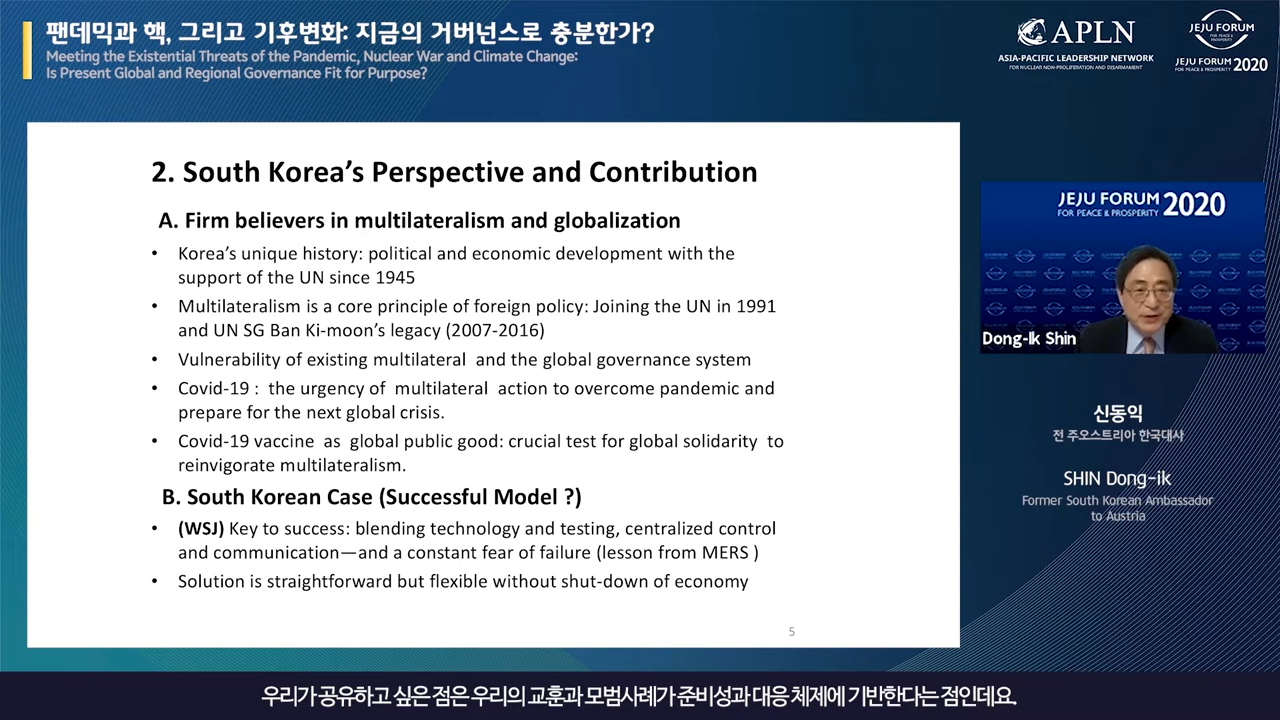 팬데믹과 핵, 그리고 기후변화: 지금의 거버넌스로 충분한가?
Meeting the Existential Threats of the Pandemic, Nuclear War and Climate Change:
Is Present Global and Regional Governance Fit for Purpose?
APLN
ASIA-PACIFIC LEADERSHIP NETWORK
FOR NUCLEAR NON-PROLIFERATION AND DISARMAMENT
JEJU FORUM
FOR PEACE & PROSPERITY
JEJU FORUM 2020
FOR PEACE & PROSPERITY
2. South Korea's Perspective and Contribution
A. Firm believers in multilateralism and globalization
• Korea's unique history: political and economic development with the
support of the UN since 1945
• Multilateralism is a core principle of foreign policy: Joining the UN in 1991
and UN SG Ban Ki-moon's legacy (2007-2016)
• Vulnerability of existing multilateral and the global governance system
• Covid-19 : the urgency of multilateral action to overcome pandemic and
prepare for the next global crisis.
• Covid-19 vaccine as global public good: crucial test for global solidarity to
reinvigorate multilateralism.
B. South Korean Case (Successful Model ?)
• (WSJ) Key to success: blending technology and testing, centralized control
and communication—and a constant fear of failure (lesson from MERS )
• Solution is straightforward but flexible without shut-down of economy
5
JEJU FORUM 2020
FOR PEACE & PROSPERITY
Dong-Ik Shin
신동익
전 주오스트리아 한국대사
SHIN Dong-ik
Former South Korean Ambassador
to Austria
우리가 공유하고 싶은 점은 우리의 교훈과 모범사례가 준비성과 대응 체제에 기반한다는 점인데요.